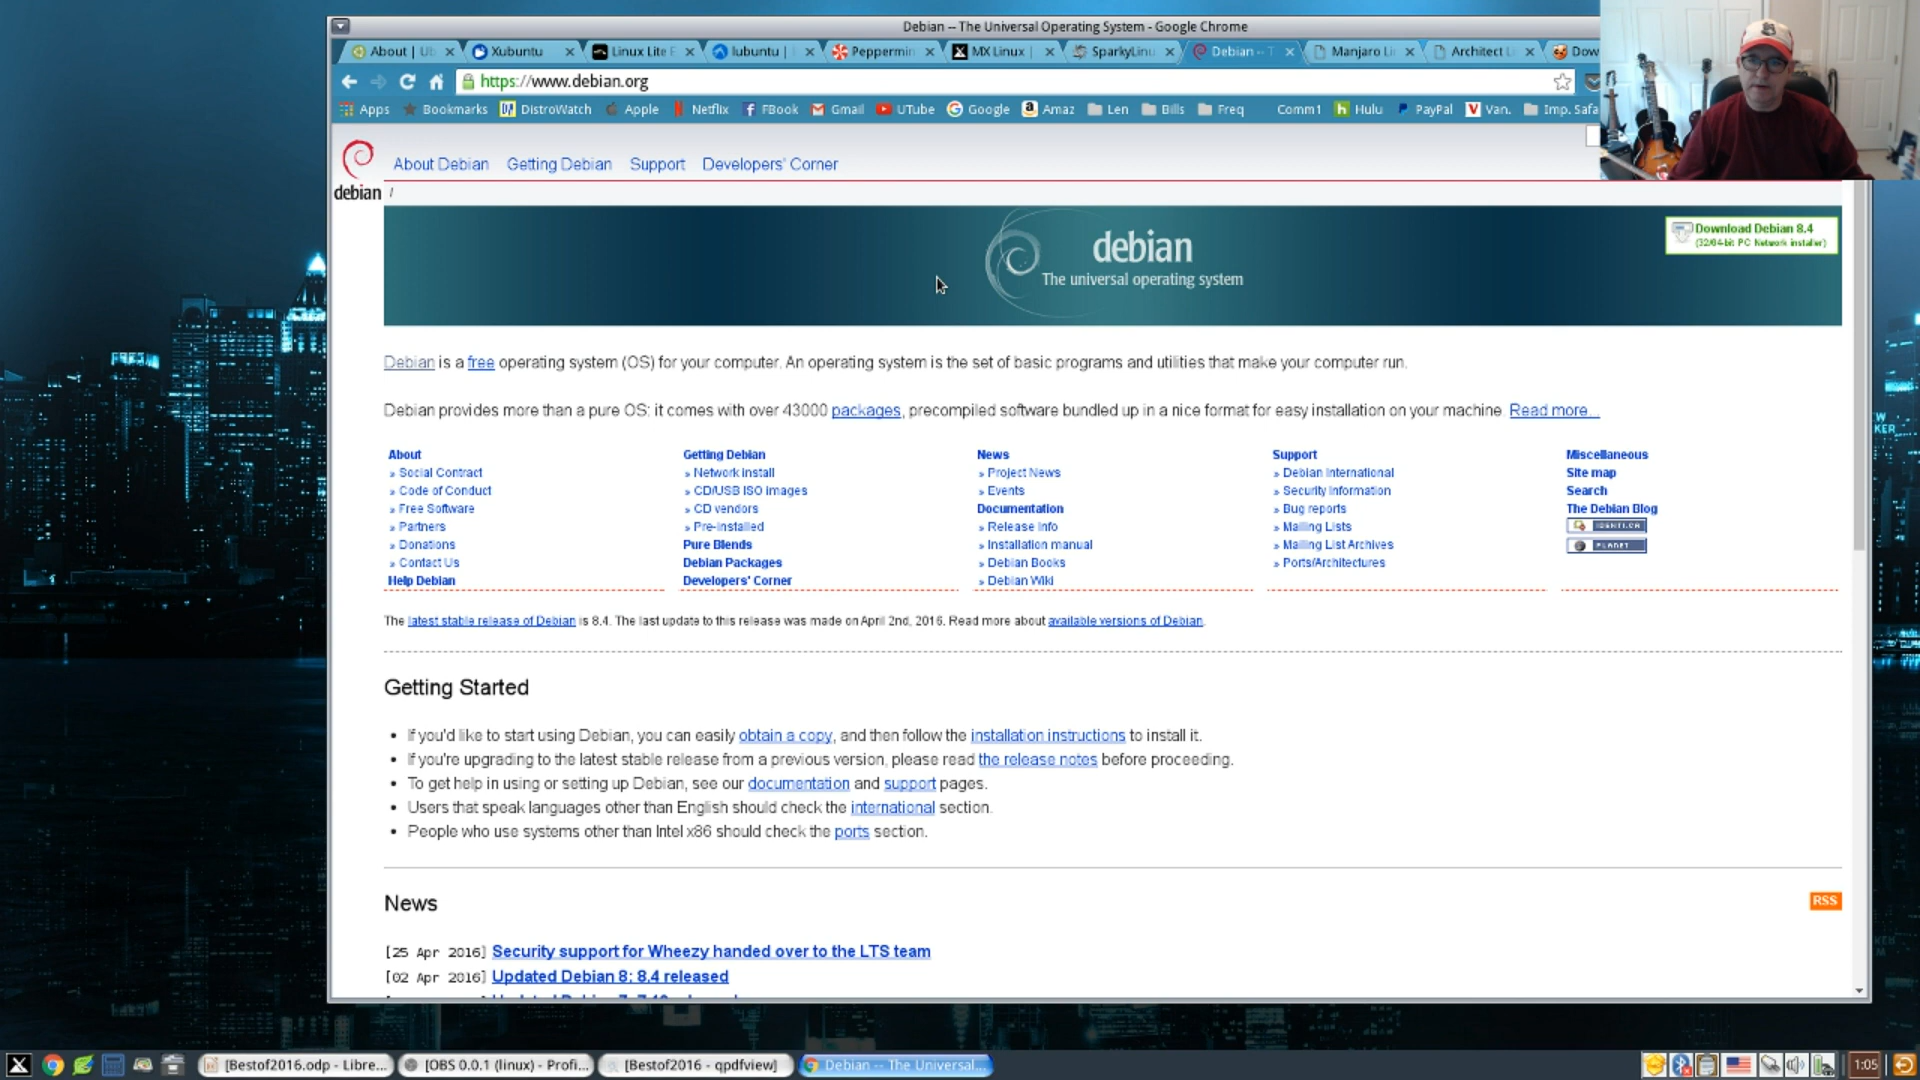 Debian -- The Universal Operating System - Google Chrome
About | Ub
Xubuntu
Linux Lite F
lubuntu |
Peppermin
MX Linux |
SparkyLinu
Debian -- T
Manjaro Li
Architect L
Dow
https://www.debian.org
Apps Bookmarks DistroWatch Apple Netflix FBook Gmail UTube Google Amaz Len Bills Freq Comm1 Hulu PayPal Van. Imp. Safa
About Debian Getting Debian Support Developers' Corner
debian /
debian
The universal operating system
Download Debian 8.4
(32/64-bit PC Network installer)
Debian is a free operating system (OS) for your computer. An operating system is the set of basic programs and utilities that make your computer run.
Debian provides more than a pure OS: it comes with over 43000 packages, precompiled software bundled up in a nice format for easy installation on your machine. Read more...
About
» Social Contract
» Code of Conduct
» Free Software
» Partners
» Donations
» Contact Us
Help Debian
Getting Debian
» Network install
» CD/USB ISO images
» CD vendors
» Pre-installed
Pure Blends
Debian Packages
Developers' Corner
News
» Project News
» Events
Documentation
» Release Info
» Installation manual
» Debian Books
» Debian Wiki
Support
» Debian International
» Security Information
» Bug reports
» Mailing Lists
» Mailing List Archives
» Ports/Architectures
Miscellaneous
Site map
Search
The Debian Blog
IDENTI.CA
PLANET
The latest stable release of Debian is 8.4. The last update to this release was made on April 2nd, 2016. Read more about available versions of Debian.
Getting Started
• If you'd like to start using Debian, you can easily obtain a copy, and then follow the installation instructions to install it.
• If you're upgrading to the latest stable release from a previous version, please read the release notes before proceeding.
• To get help in using or setting up Debian, see our documentation and support pages.
• Users that speak languages other than English should check the international section.
• People who use systems other than Intel x86 should check the ports section.
News
RSS
[25 Apr 2016] Security support for Wheezy handed over to the LTS team
[02 Apr 2016] Updated Debian 8: 8.4 released
[Bestof2016.odp - Libre...
[OBS 0.0.1 (linux) - Profi...
[Bestof2016 - qpdfview]
Debian -- The Universal...
1:05